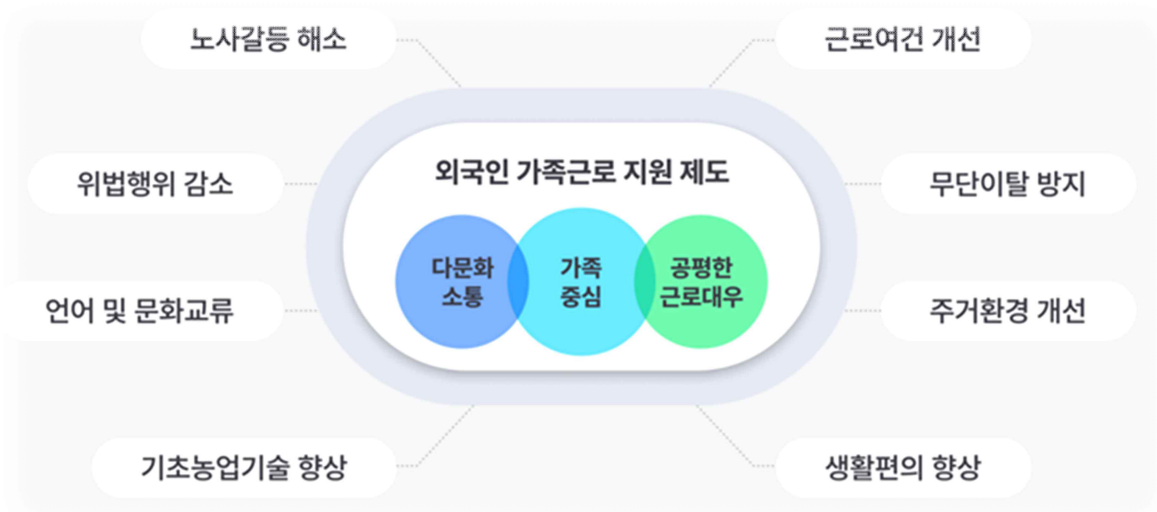 노사갈등 해소
근로여건 개선
외국인 가족근로 지원 제도
위법행위 감소
무단이탈 방지
다문화
소통
가족
중심
공평한
근로대우
언어 및 문화교류
주거환경 개선
기초농업기술 향상
생활편의 향상